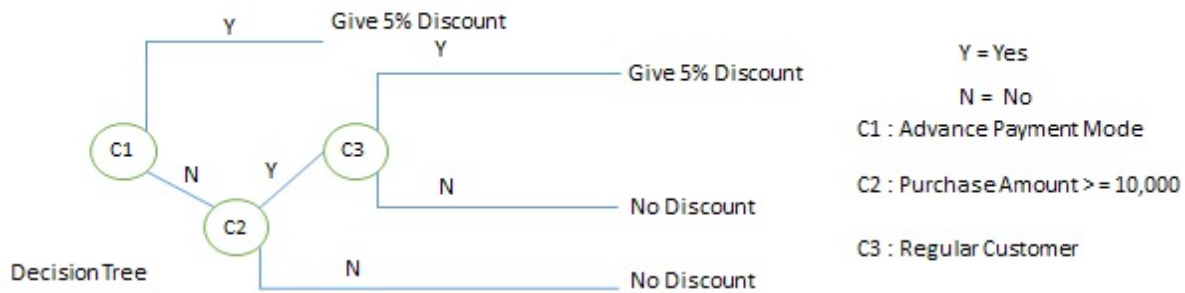 Y
Give 5% Discount
Y
Give 5% Discount
Y = Yes
N = No
C1
C3
C1 : Advance Payment Mode
N
Y
N
C2 : Purchase Amount >= 10,000
No Discount
C2
C3 : Regular Customer
Decision Tree
N
No Discount